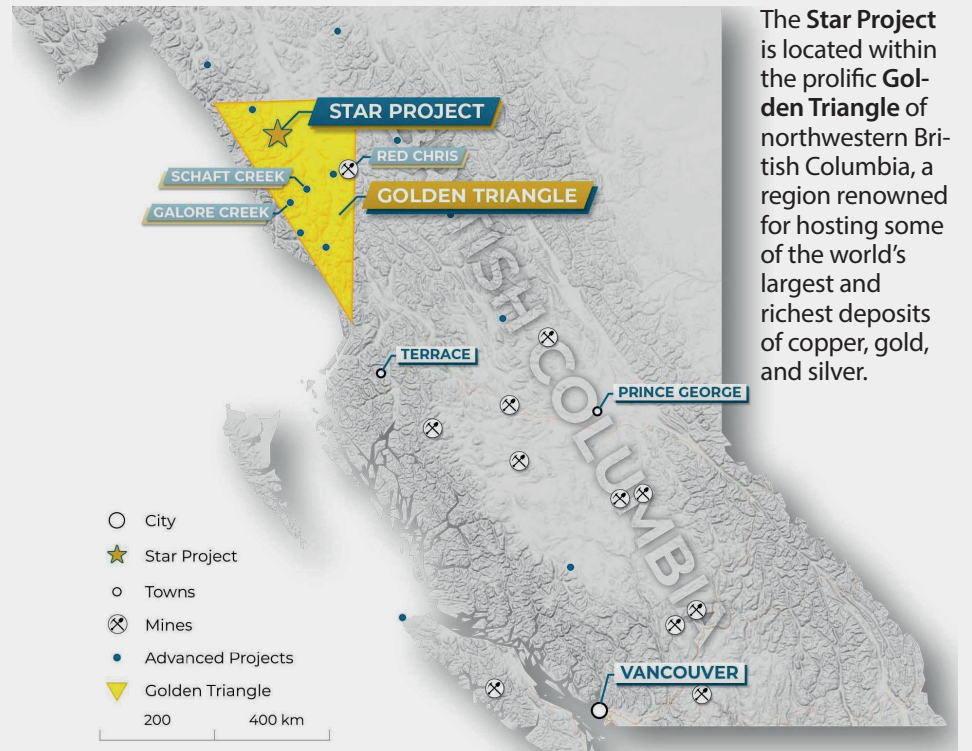 The Star Project
is located within
the prolific Gol-
den Triangle of
northwestern Bri-
tish Columbia, a
region renowned
for hosting some
of the world's
largest and
richest deposits
of copper, gold,
and silver.
STAR PROJECT
RED CHRIS
SCHAFT CREEK
GOLDEN TRIANGLE
GALORE CREEK
TISH COLUMBIA
TERRACE
PRINCE GEORGE
VANCOUVER
City
Star Project
Towns
Mines
Advanced Projects
Golden Triangle
200 400 km